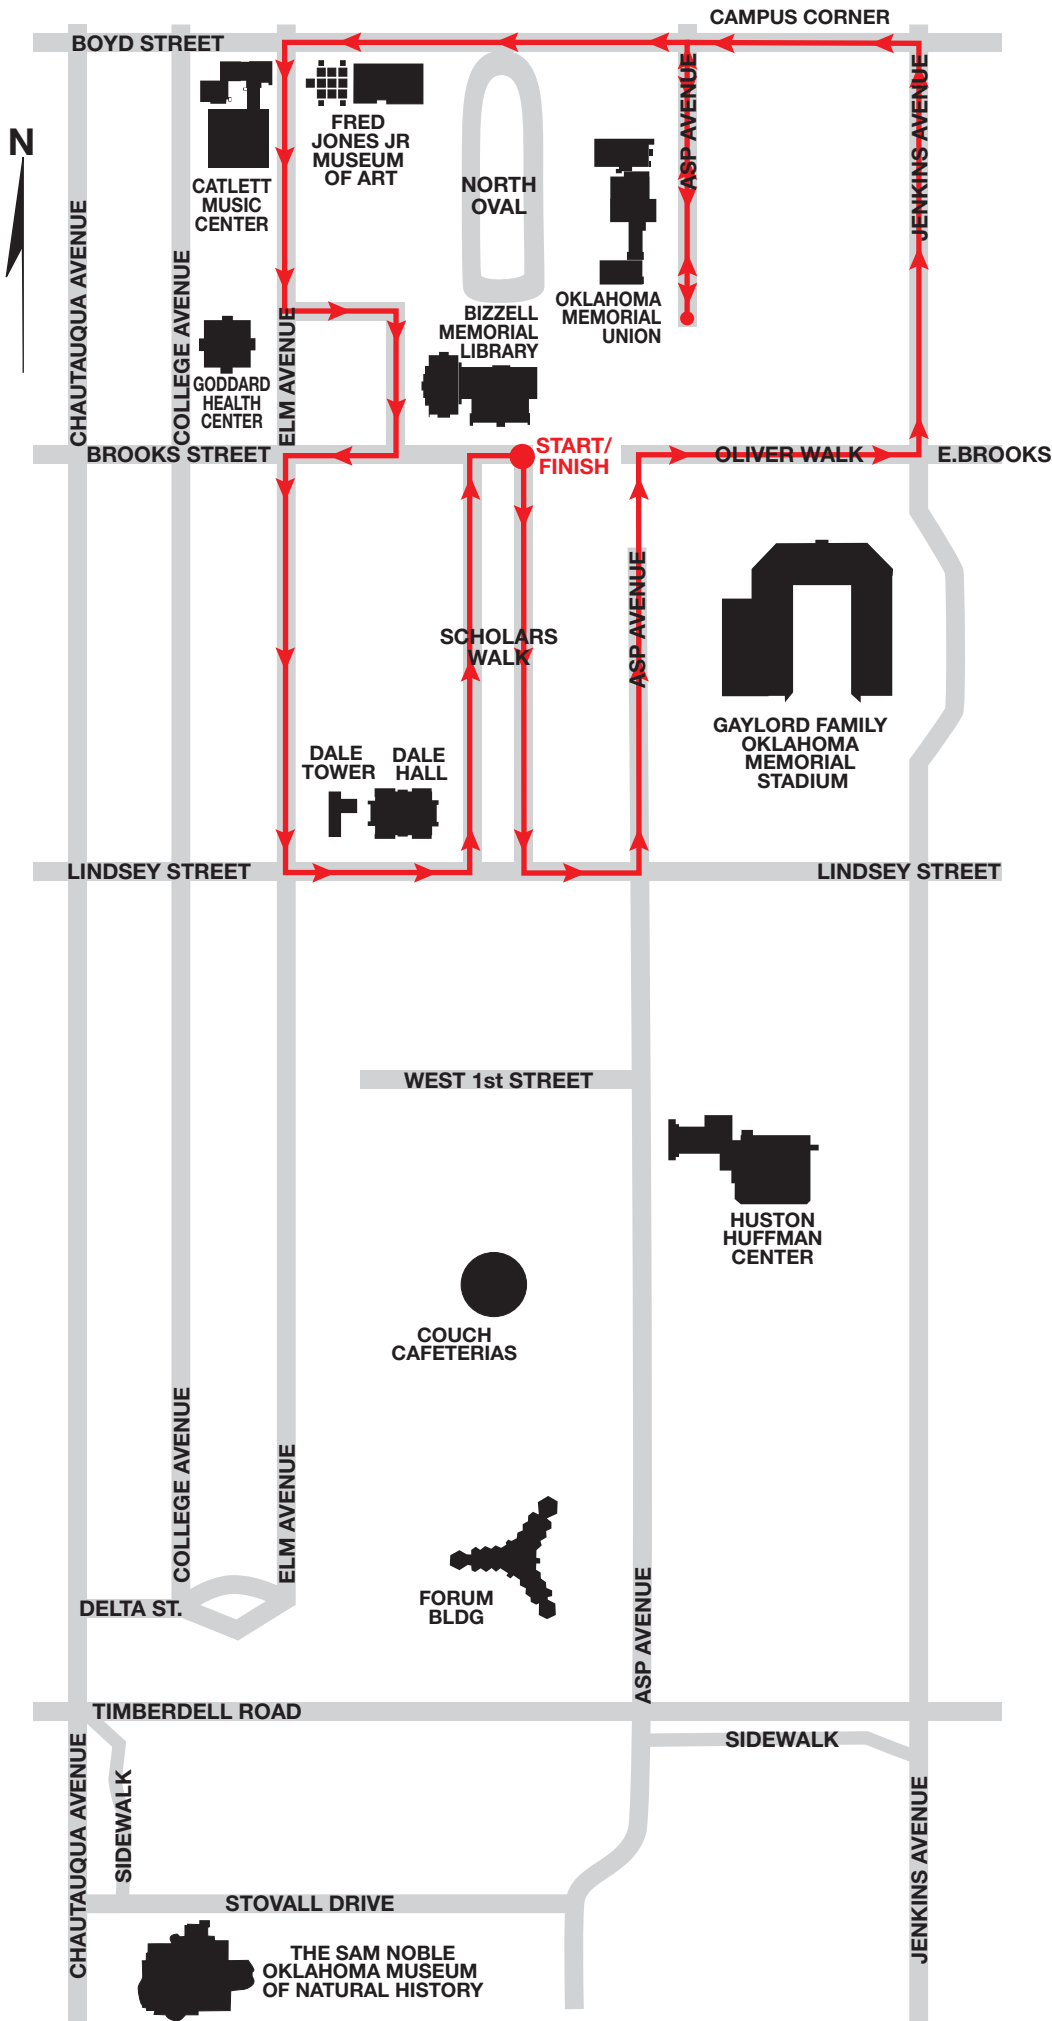 CAMPUS CORNER
BOYD STREET
N
FRED
JONES JR
MUSEUM
OF ART
CATLETT
MUSIC
CENTER
NORTH
OVAL
ASP AVENUE
JENKINS AVENUE
CHAUTAUQUA AVENUE
COLLEGE AVENUE
ELM AVENUE
OKLAHOMA
MEMORIAL
UNION
BIZZELL
MEMORIAL
LIBRARY
GODDARD
HEALTH
CENTER
BROOKS STREET
START/
FINISH
OLIVER WALK
E.BROOKS
ASP AVENUE
SCHOLARS
WALK
GAYLORD FAMILY
OKLAHOMA
MEMORIAL
STADIUM
DALE
TOWER
DALE
HALL
LINDSEY STREET
LINDSEY STREET
WEST 1st STREET
HUSTON
HUFFMAN
CENTER
COUCH
CAFETERIAS
COLLEGE AVENUE
ELM AVENUE
FORUM
BLDG
DELTA ST.
ASP AVENUE
TIMBERDELL ROAD
SIDEWALK
CHAUTAUQUA AVENUE
SIDEWALK
JENKINS AVENUE
STOVALL DRIVE
THE SAM NOBLE
OKLAHOMA MUSEUM
OF NATURAL HISTORY